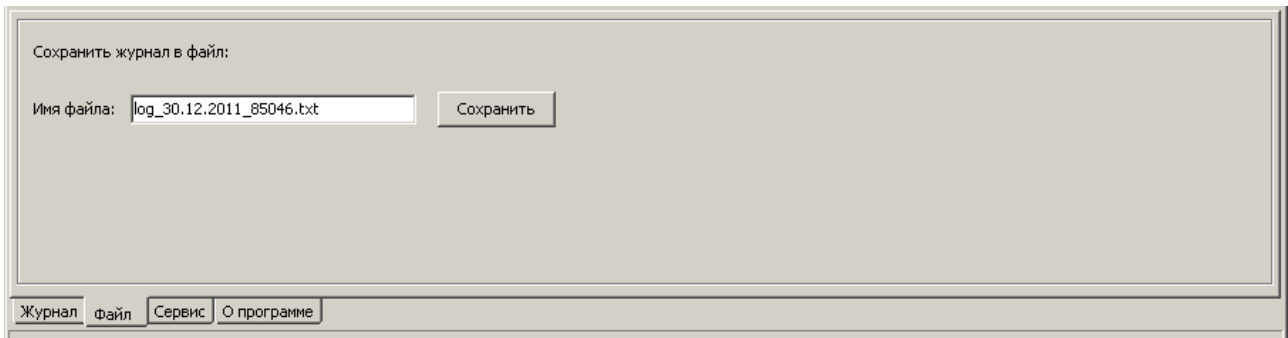 Сохранить журнал в файл:
Имя файла: log_30.12.2011_85046.txt Сохранить
Журнал Файл Сервис О программе